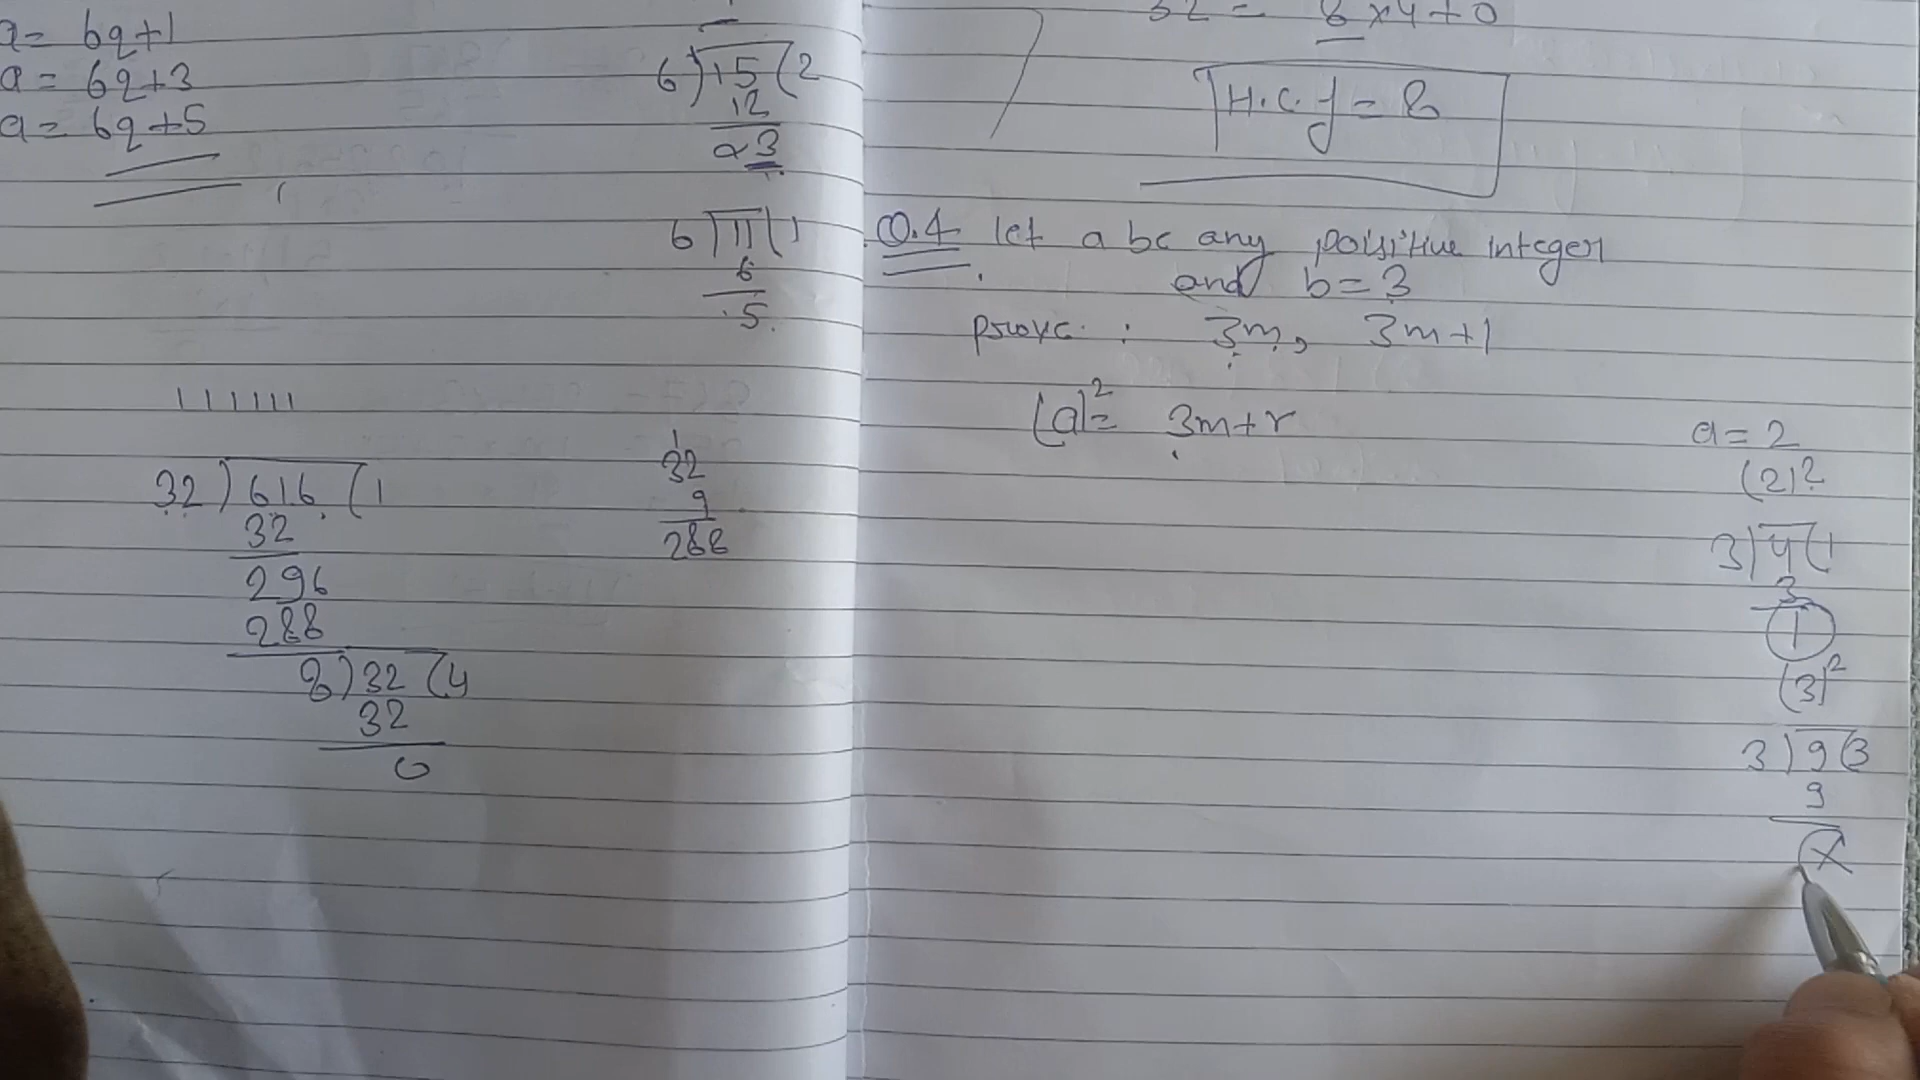 a = 6q+1
a = 6q+3
a = 6q+5
6)15(2
12
3
6)11(1
6
5
32)616(1
32
296
288
8)32(4
32
0
1
32
9
288
32 = 8×4+0
H.C.f = 8
Q.4 let a be any poisitive integer
and b=3
prove : 3m, 3m+1
(a)²= 3m+r
a=2
(2)²
3)4(1
3
1
(3)²
3)9(3
9
x